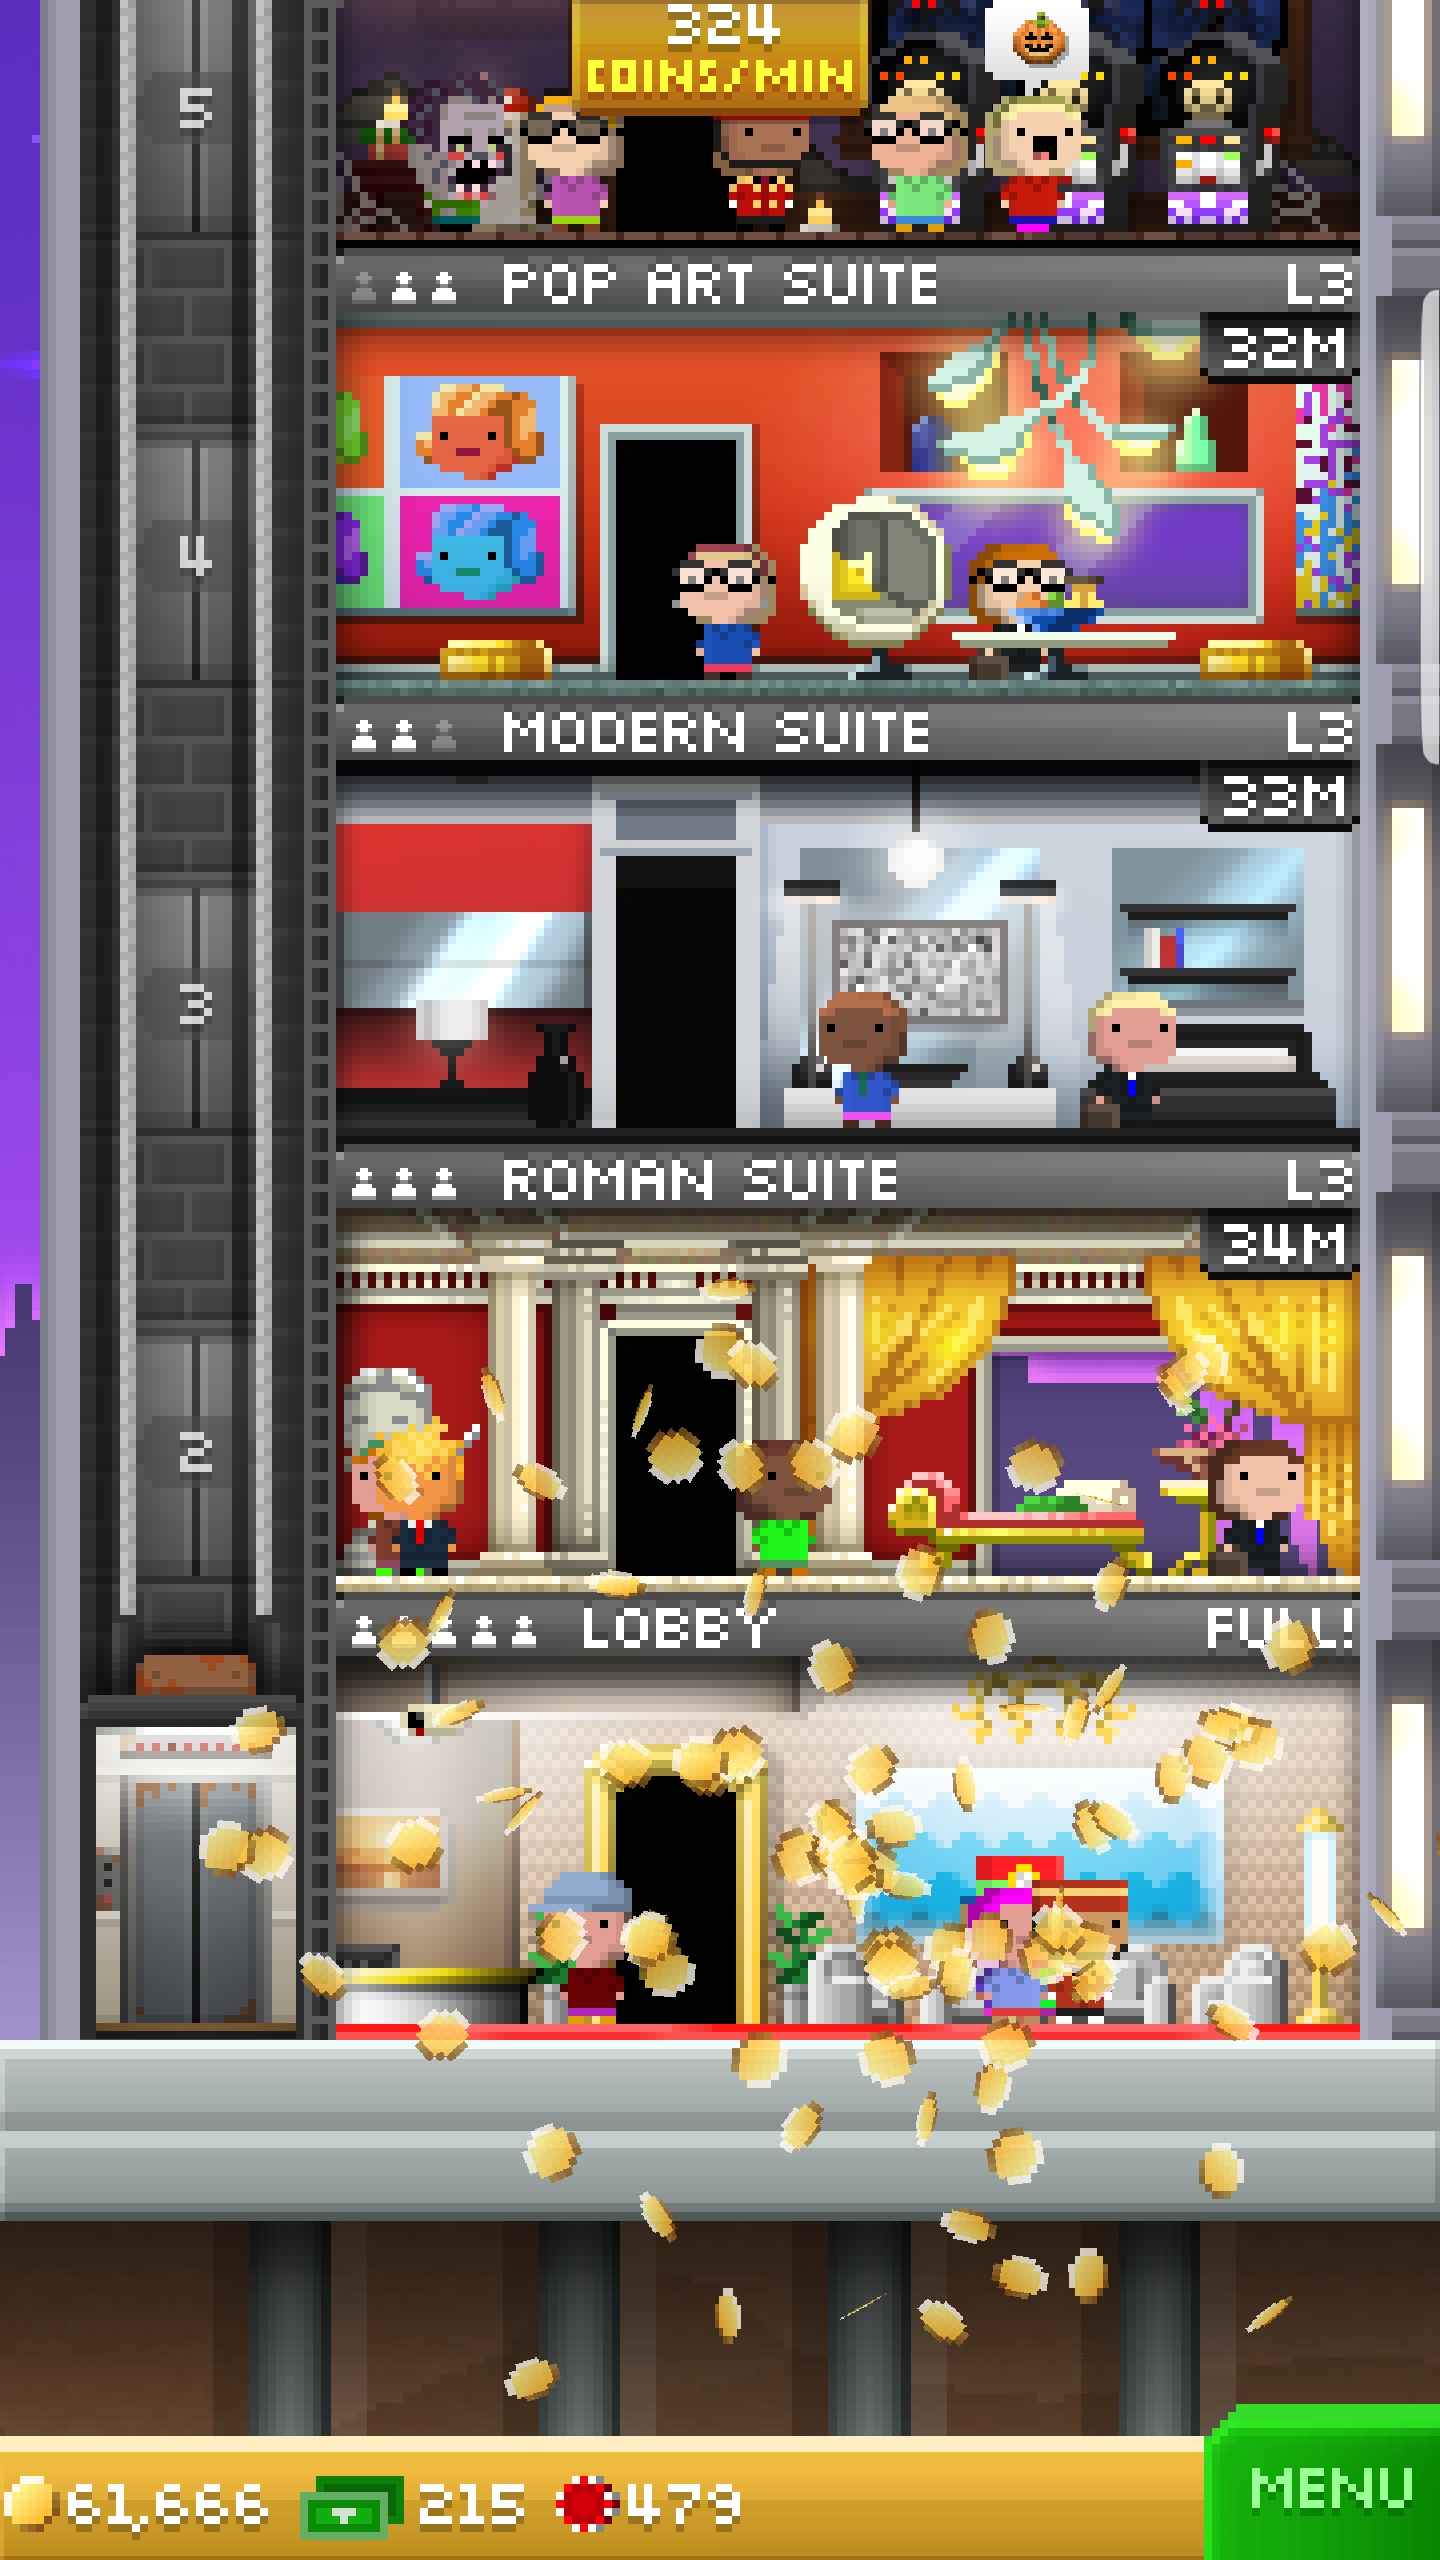 324
COINS/MIN
5
POP ART SUITE L3
32M
4
MODERN SUITE L3
33M
3
ROMAN SUITE L3
34M
2
LOBBY FULL!
61,666 215 479
MENU